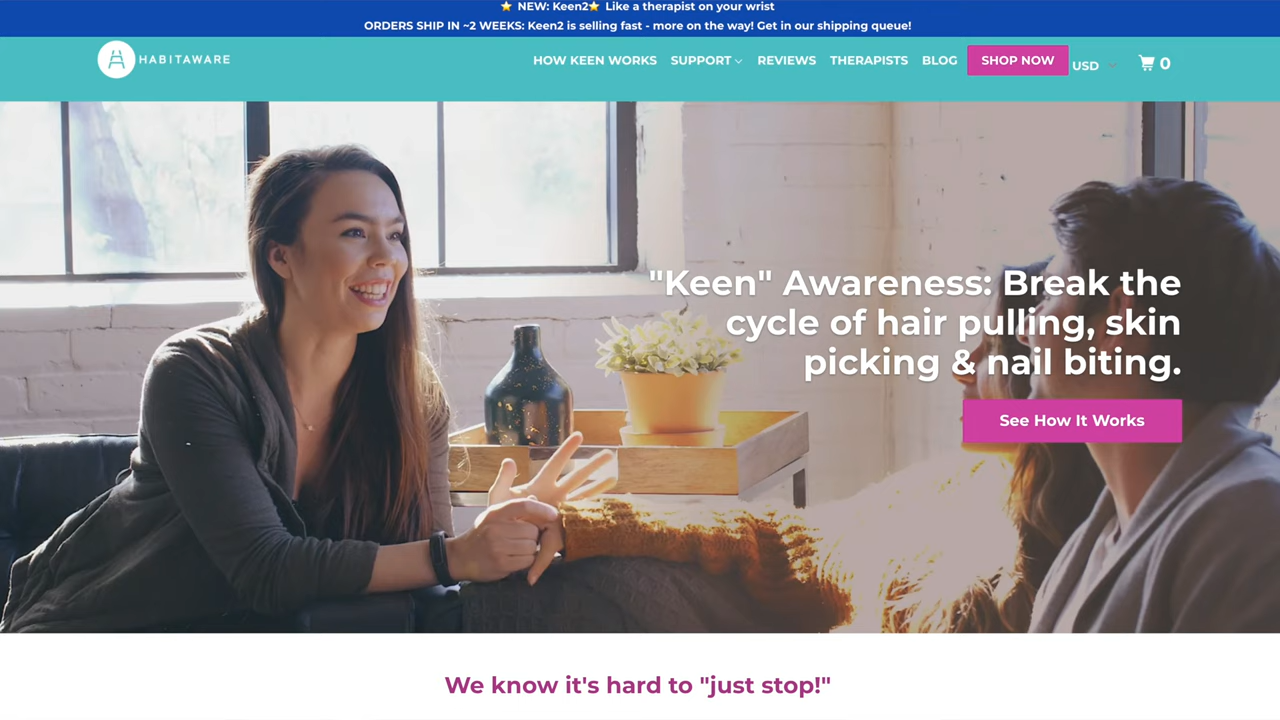 ⭐ NEW: Keen2⭐ Like a therapist on your wrist
ORDERS SHIP IN ~2 WEEKS: Keen2 is selling fast - more on the way! Get in our shipping queue!
HABITAWARE
HOW KEEN WORKS SUPPORT REVIEWS THERAPISTS BLOG SHOP NOW USD 0
"Keen" Awareness: Break the
cycle of hair pulling, skin
picking & nail biting.
See How It Works
We know it's hard to "just stop!"